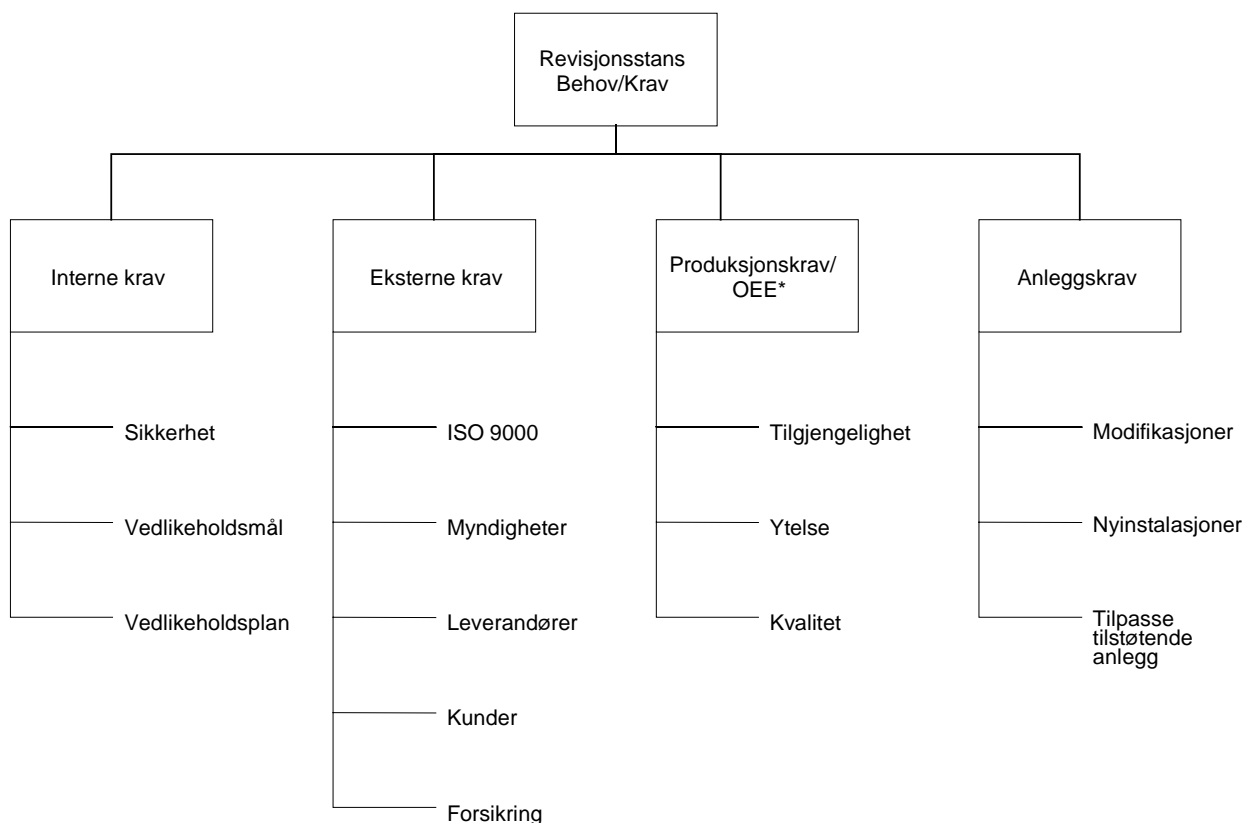 Revisjonsstans
Behov/Krav
Interne krav
Eksterne krav
Produksjonskrav/
OEE*
Anleggskrav
Sikkerhet
Vedlikeholdsmål
Vedlikeholdsplan
ISO 9000
Myndigheter
Leverandører
Kunder
Forsikring
Tilgjengelighet
Ytelse
Kvalitet
Modifikasjoner
Nyinstalasjoner
Tilpasse
tilstøtende
anlegg